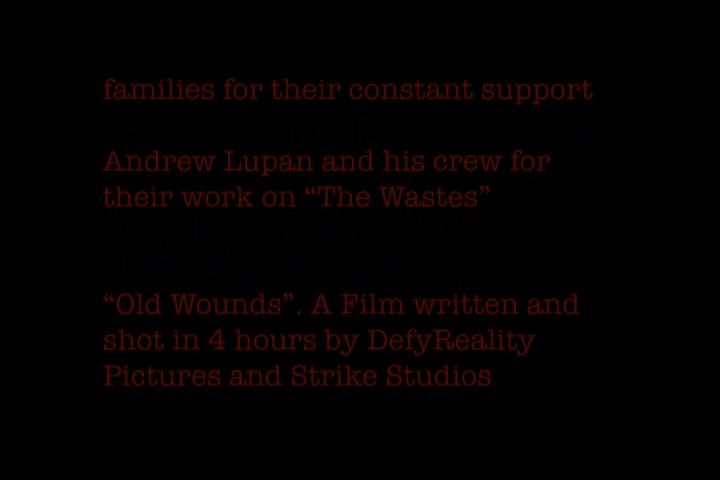 families for their constant support
Andrew Lupan and his crew for
their work on “The Wastes”
“Old Wounds”. A Film written and
shot in 4 hours by DefyReality
Pictures and Strike Studios